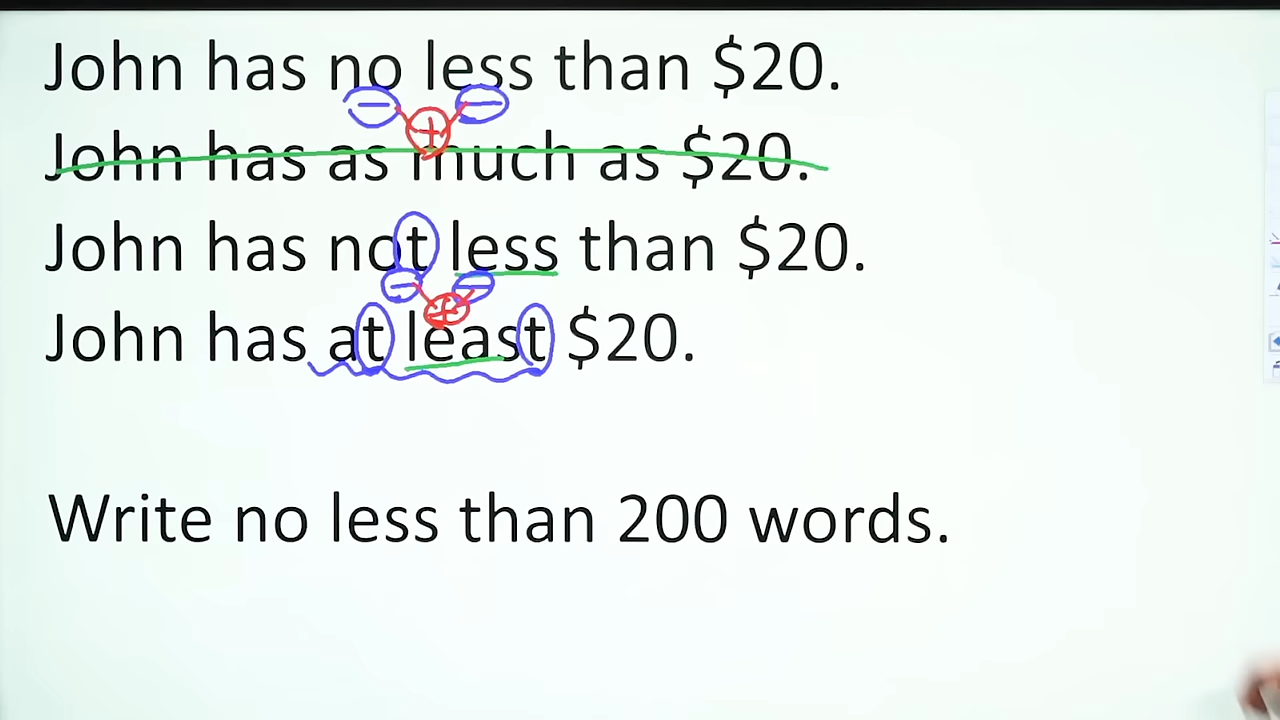 John has no less than $20.
John has as much as $20.
John has not less than $20.
John has at least $20.
Write no less than 200 words.